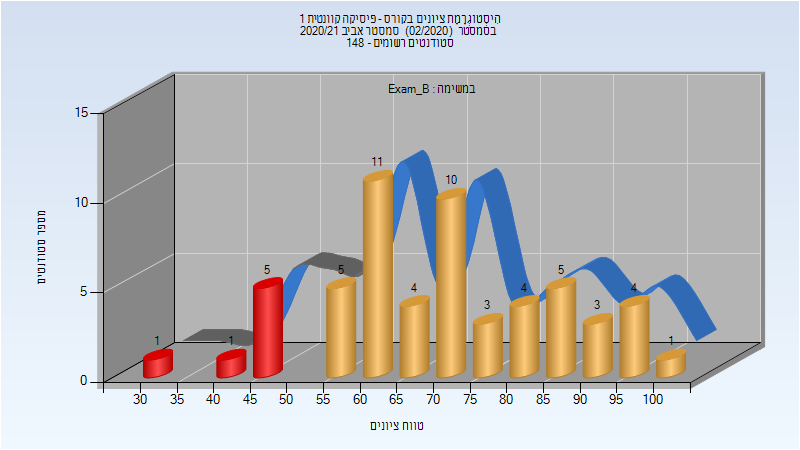 היסטוגרמת ציונים בקורס - פיסיקה קוונטית 1
בסמסטר (02/2020) סמסטר אביב 2020/21
סטודנטים רשומים - 148
במשימה : Exam_B
מספר סטודנטים
15
10
5
0
1
1
5
5
11
4
10
3
4
5
3
4
1
30 35 40 45 50 55 60 65 70 75 80 85 90 95 100
טווח ציונים